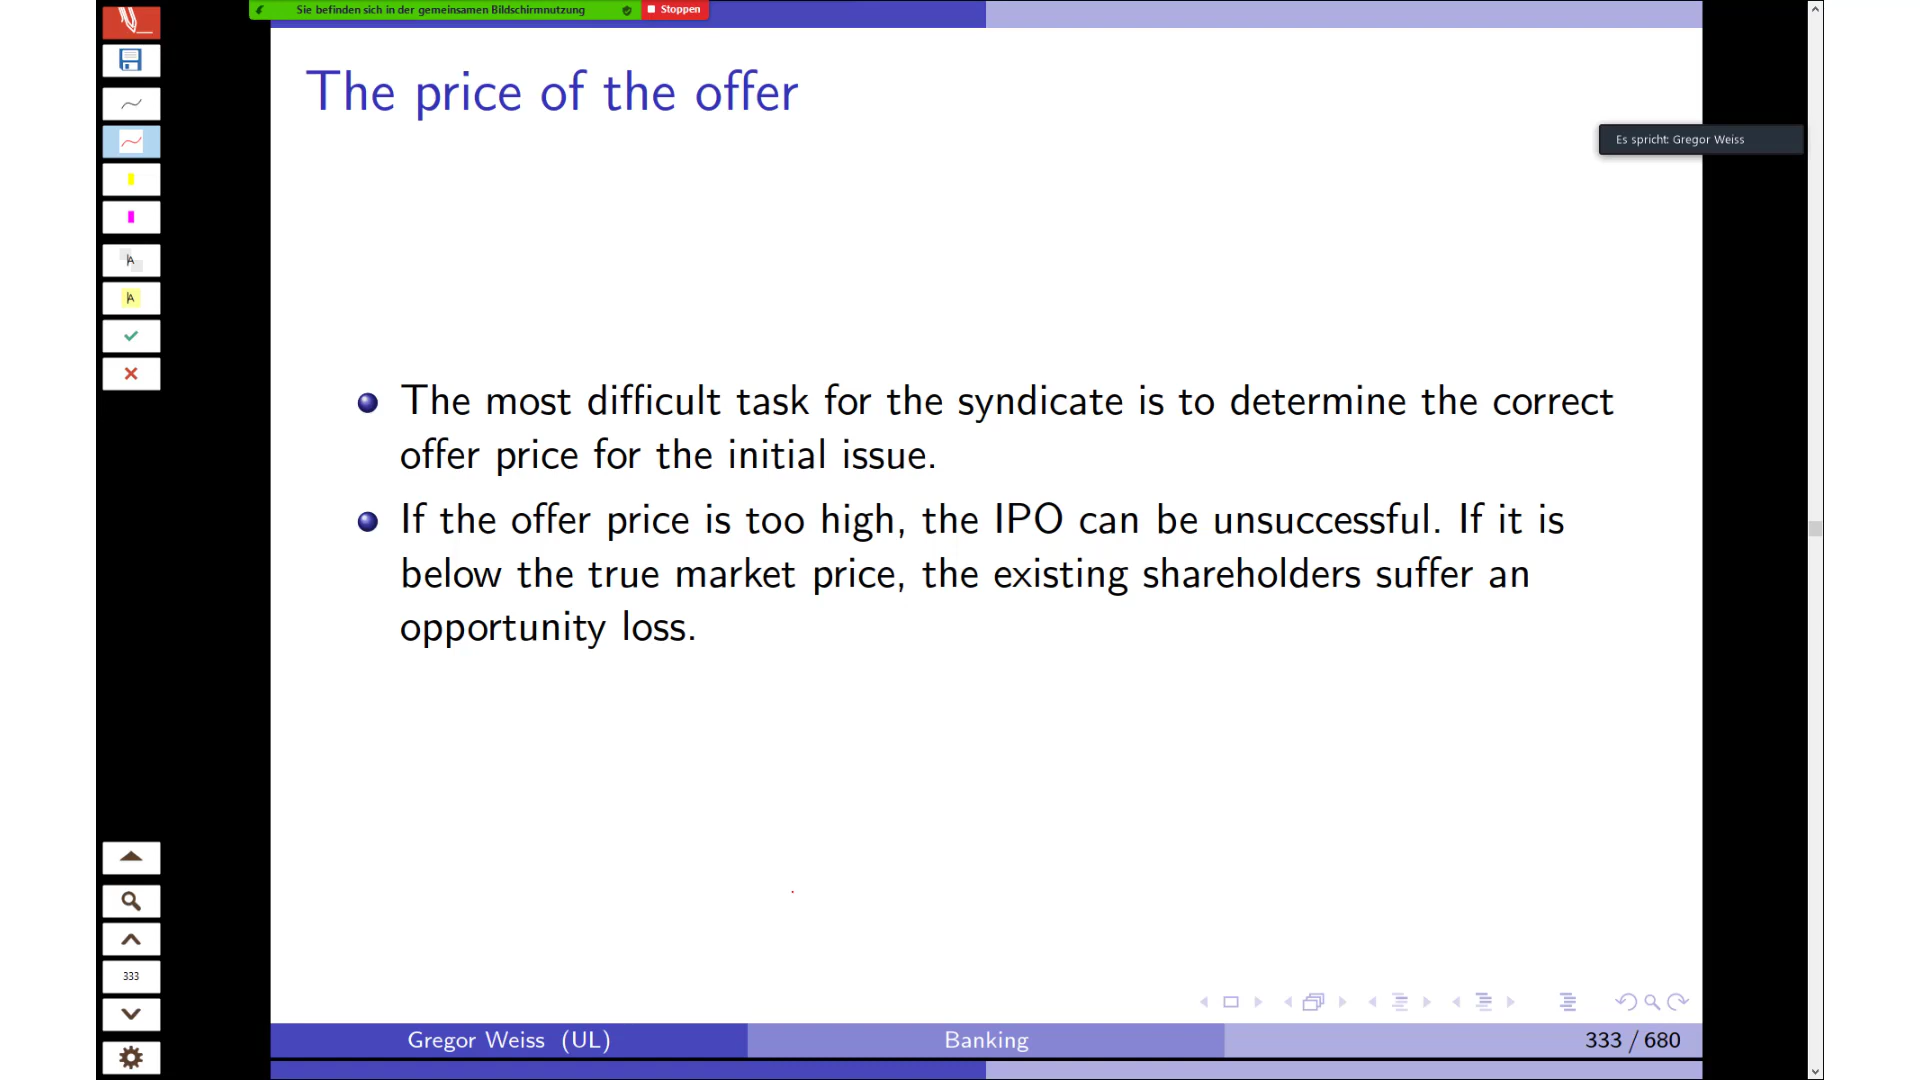 Sie befinden sich in der gemeinsamen Bildschirmnutzung
Stoppen
The price of the offer
Es spricht: Gregor Weiss
A
A
The most difficult task for the syndicate is to determine the correct
offer price for the initial issue.
If the offer price is too high, the IPO can be unsuccessful. If it is
below the true market price, the existing shareholders suffer an
opportunity loss.
333
Gregor Weiss (UL)
Banking
333 / 680